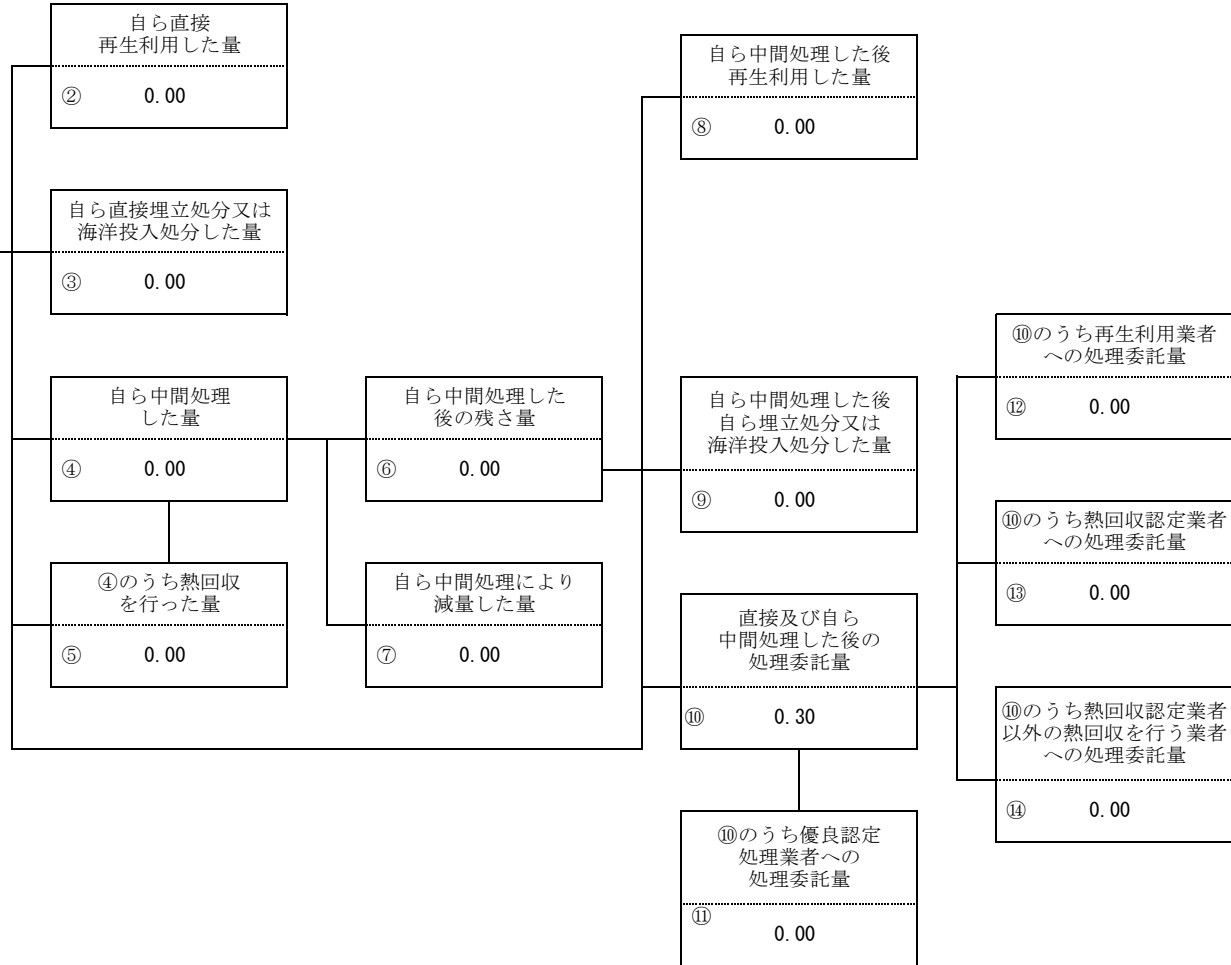 自ら直接
再生利用した量
② 0.00
自ら直接埋立処分又は
海洋投入処分した量
③ 0.00
自ら中間処理
した量
④ 0.00
④のうち熱回収
を行った量
⑤ 0.00
自ら中間処理した
後の残さ量
⑥ 0.00
自ら中間処理により
減量した量
⑦ 0.00
自ら中間処理した後
再生利用した量
⑧ 0.00
自ら中間処理した後
自ら埋立処分又は
海洋投入処分した量
⑨ 0.00
直接及び自ら
中間処理した後の
処理委託量
⑩ 0.30
⑩のうち優良認定
処理業者への
処理委託量
⑪
0.00
⑩のうち再生利用業者
への処理委託量
⑫ 0.00
⑩のうち熱回収認定業者
への処理委託量
⑬ 0.00
⑩のうち熱回収認定業者
以外の熱回収を行う業者
への処理委託量
⑭ 0.00